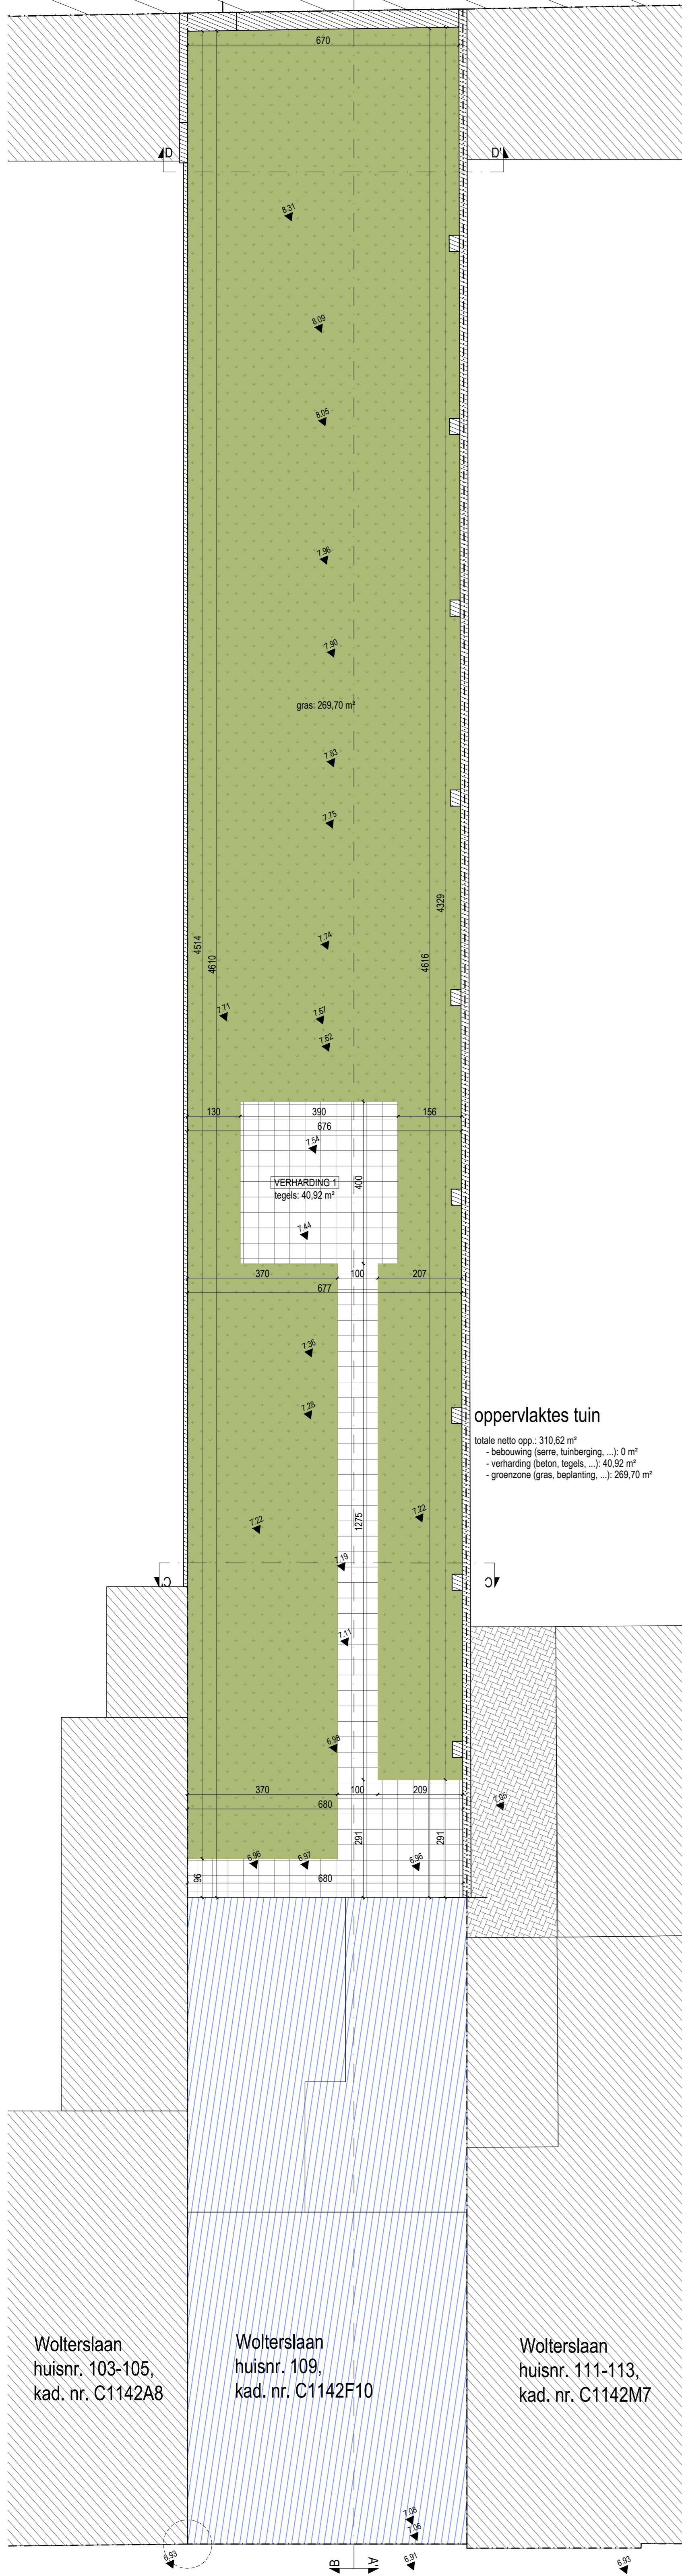 670
D
D'
8.31
8.09
8.05
7.96
7.90
gras: 269,70 m²
7.83
7.75
4329
7.74
4514
4610
4616
7.71
7.67
7.62
130
390
156
676
7.54
VERHARDING 1
tegels: 40,92 m²
400
7.44
370
100
207
677
7.36
7.28
oppervlaktes tuin
totale netto opp.: 310,62 m²
- bebouwing (serre, tuinberging, ...): 0 m²
- verharding (beton, tegels, ...): 40,92 m²
- groenzone (gras, beplanting, ...): 269,70 m²
7.22
7.22
1275
7.19
C'
C
7.11
6.98
370
100
209
680
7.05
291
291
6.96
6.97
6.96
96
680
Wolterslaan
huisnr. 103-105,
kad. nr. C1142A8
Wolterslaan
huisnr. 109,
kad. nr. C1142F10
Wolterslaan
huisnr. 111-113,
kad. nr. C1142M7
7.08
7.06
6.93
B
A'
6.91
6.93